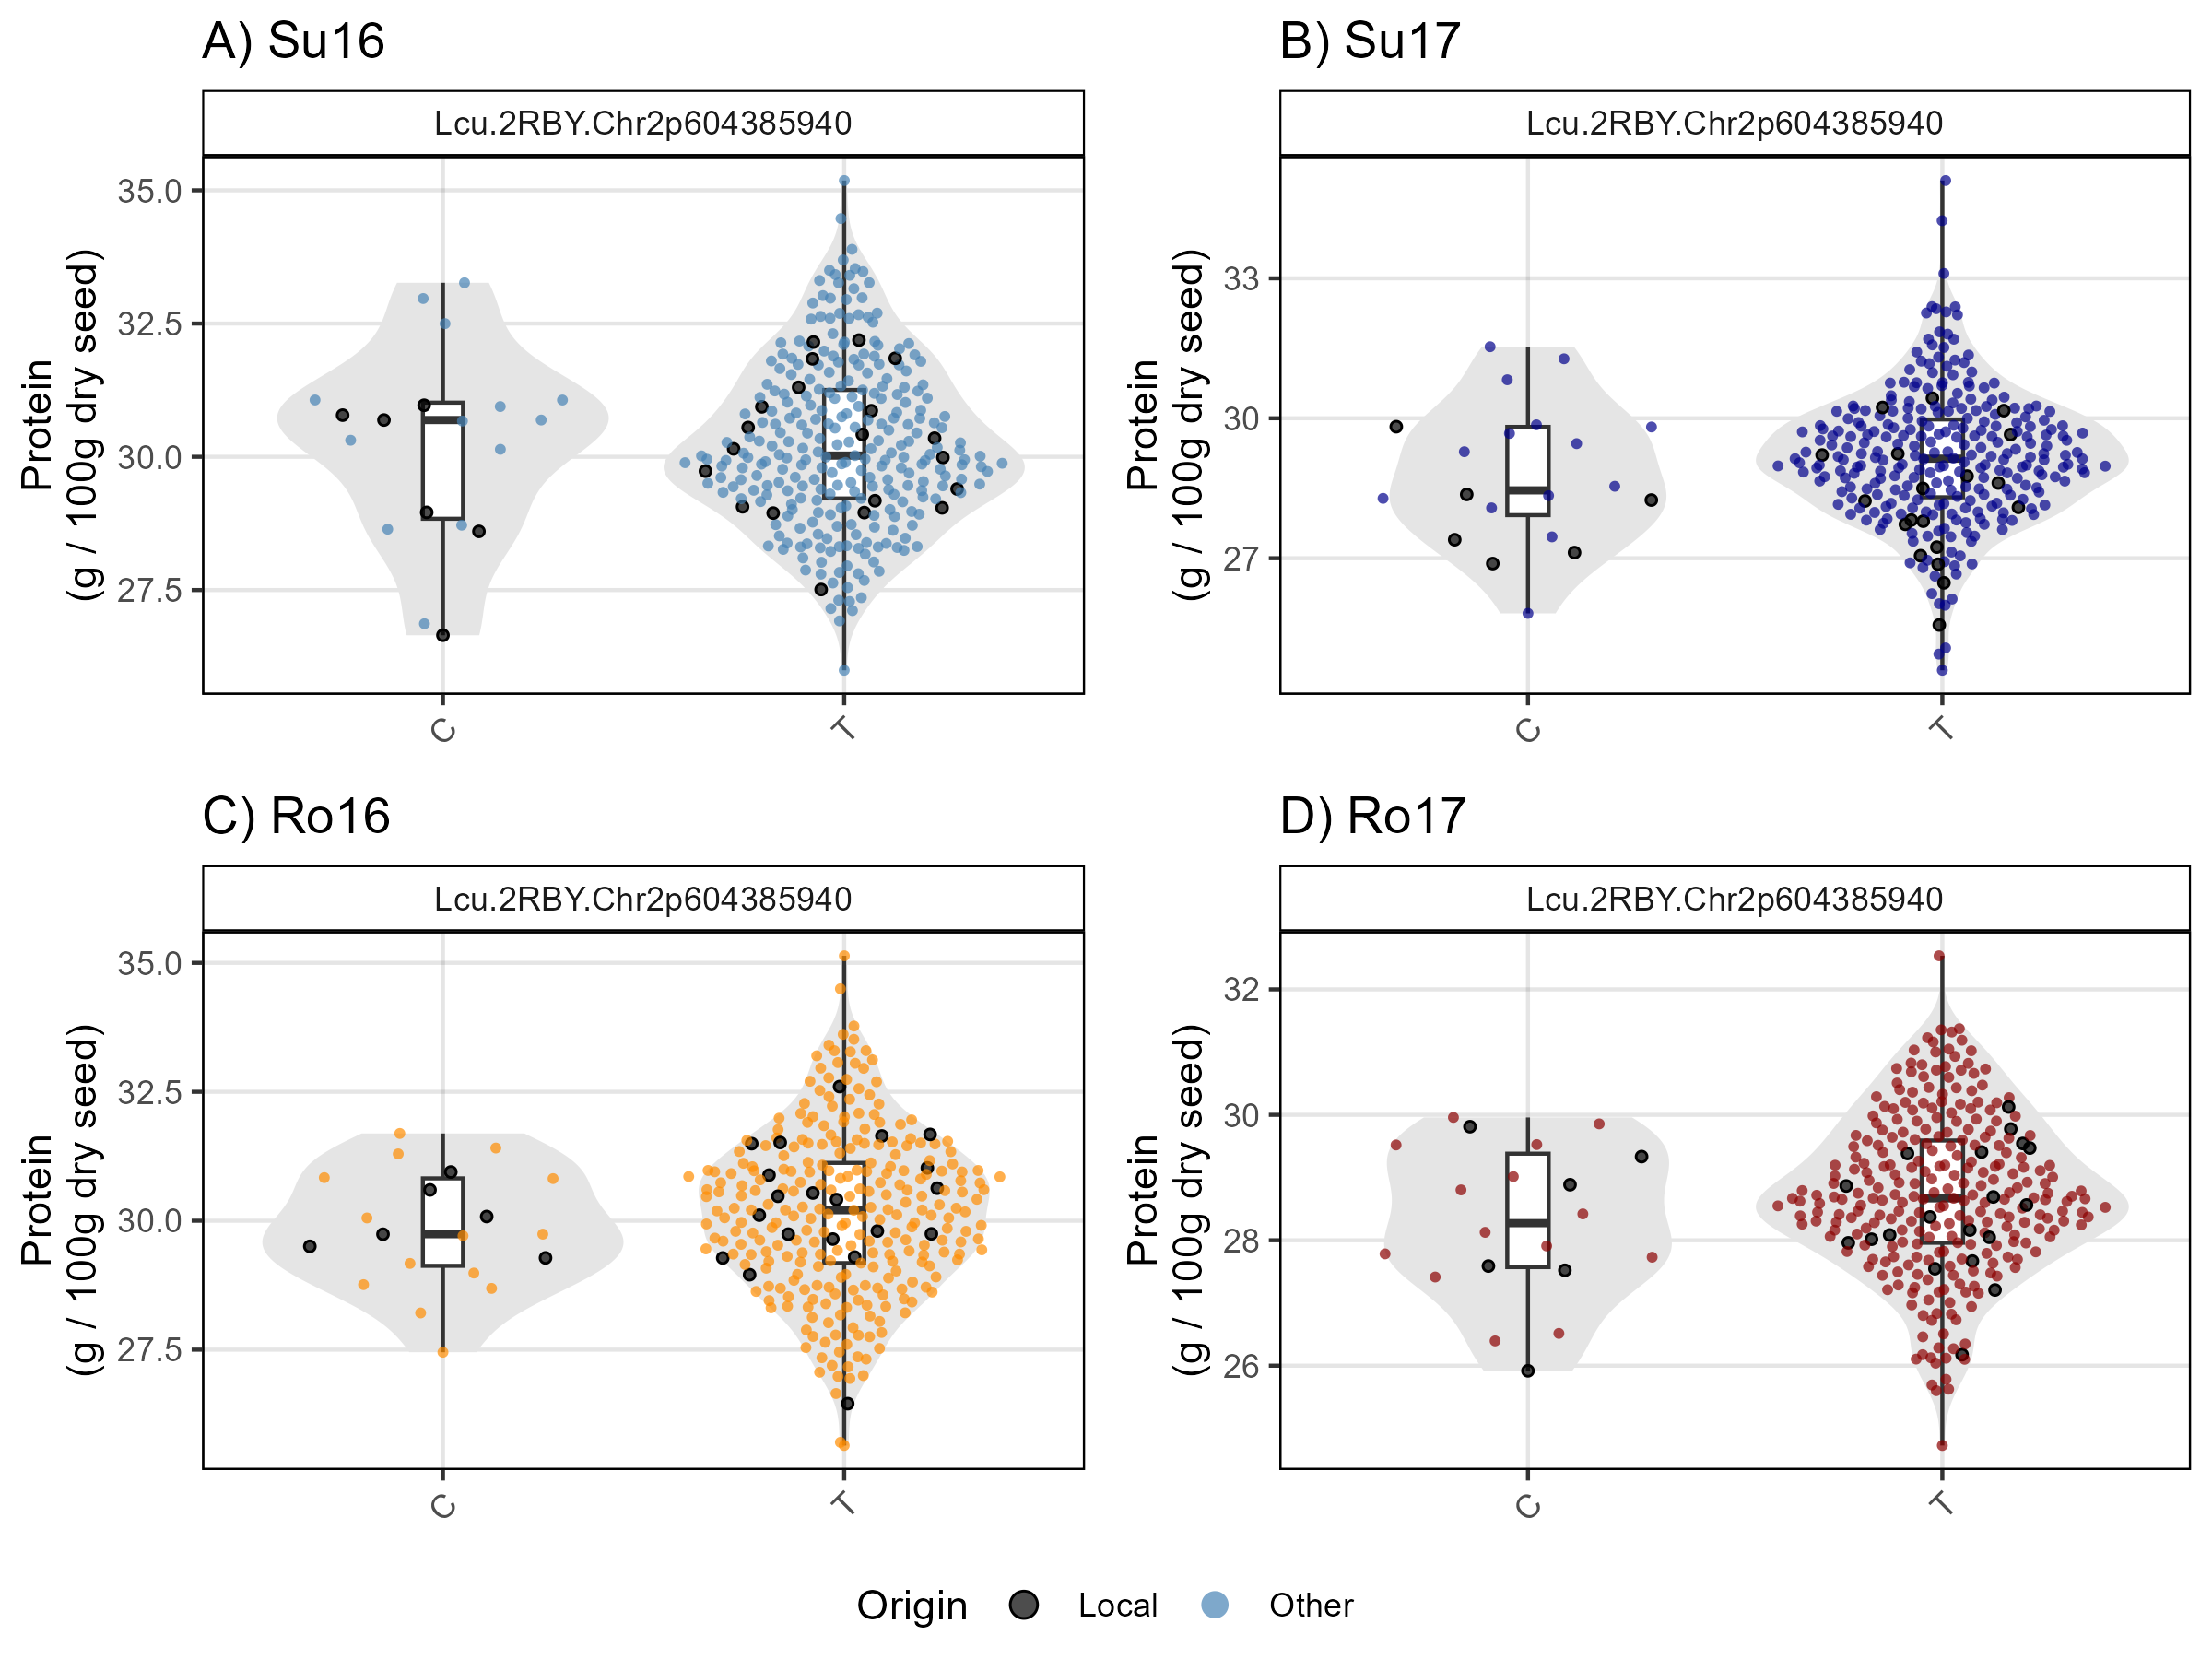 A) Su16
Lcu.2RBY.Chr2p604385940
Protein
(g / 100g dry seed)
35.0
32.5
30.0
27.5
C
T
B) Su17
Lcu.2RBY.Chr2p604385940
Protein
(g / 100g dry seed)
33
30
27
C
T
C) Ro16
Lcu.2RBY.Chr2p604385940
Protein
(g / 100g dry seed)
35.0
32.5
30.0
27.5
C
T
D) Ro17
Lcu.2RBY.Chr2p604385940
Protein
(g / 100g dry seed)
32
30
28
26
C
T
Origin Local Other